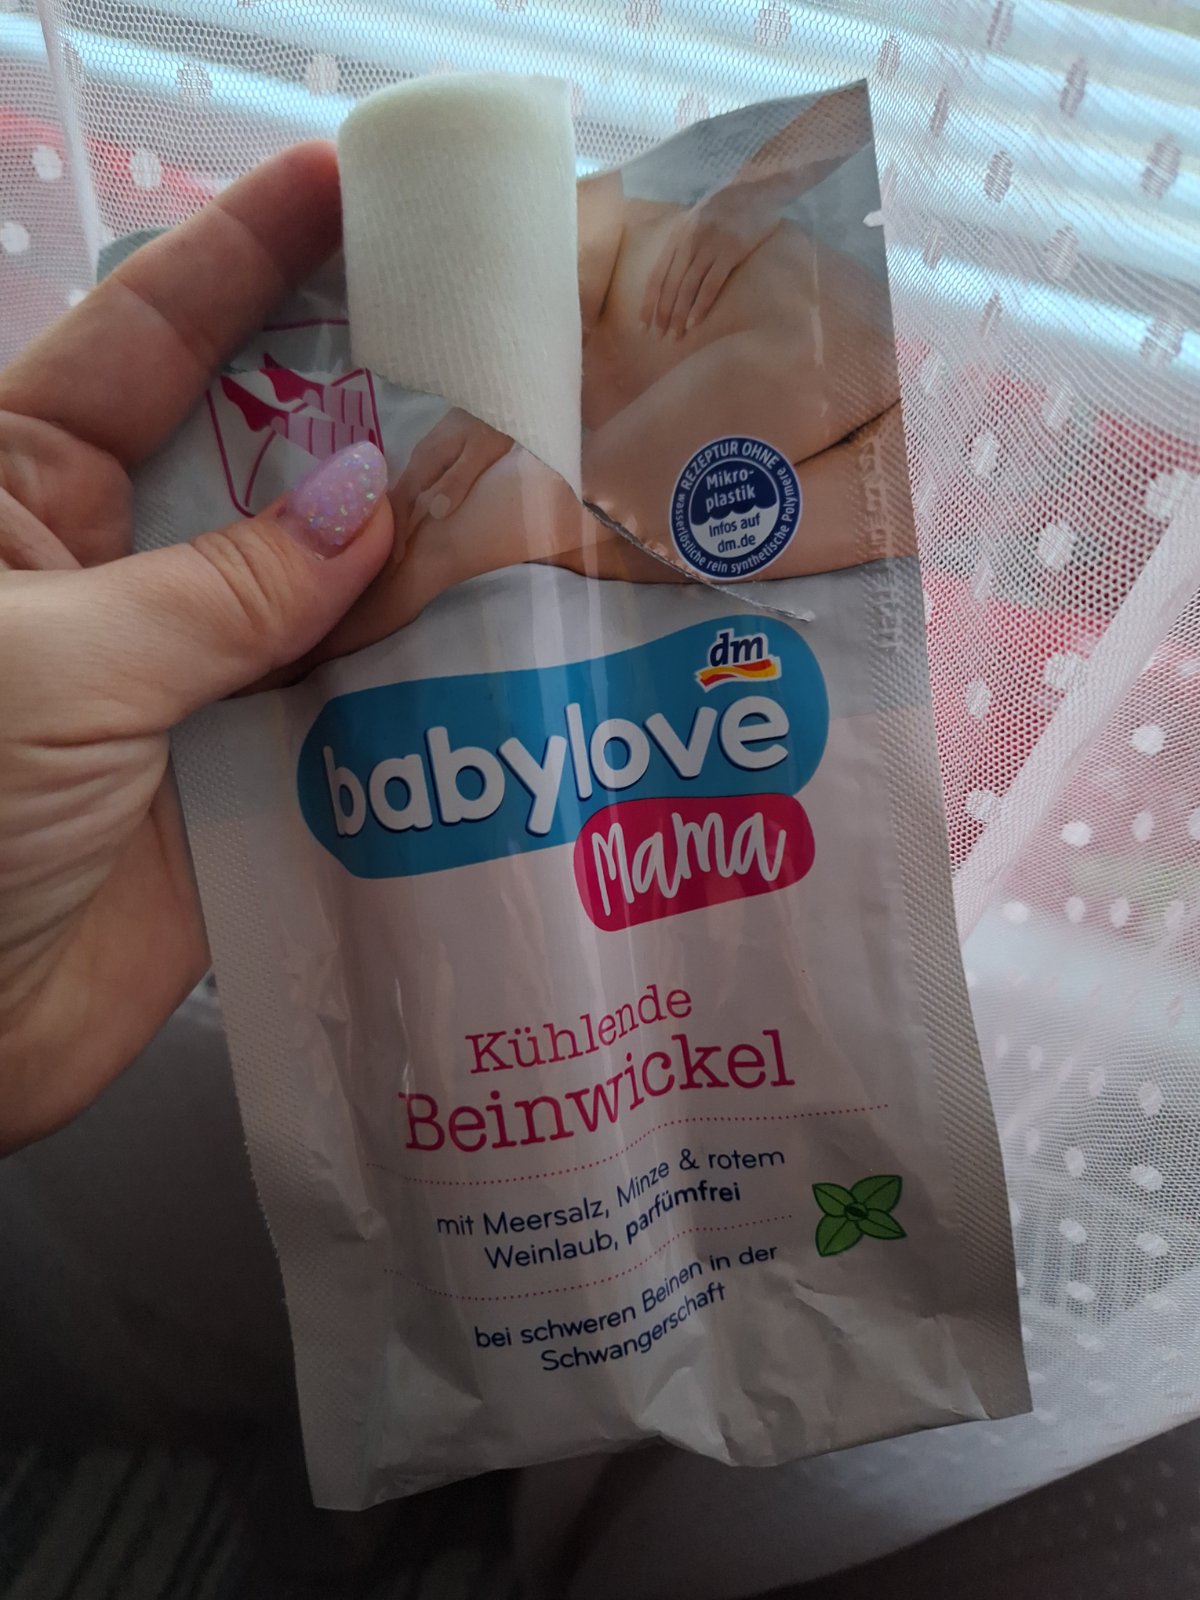 REZEPTUR OHNE
Mikro-
plastik
Infos auf
dm.de
wasserlösliche rein synthetische Polymere
dm
babylove
Mama
Kühlende
Beinwickel
mit Meersalz, Minze & rotem
Weinlaub, parfümfrei
bei schweren Beinen in der
Schwangerschaft